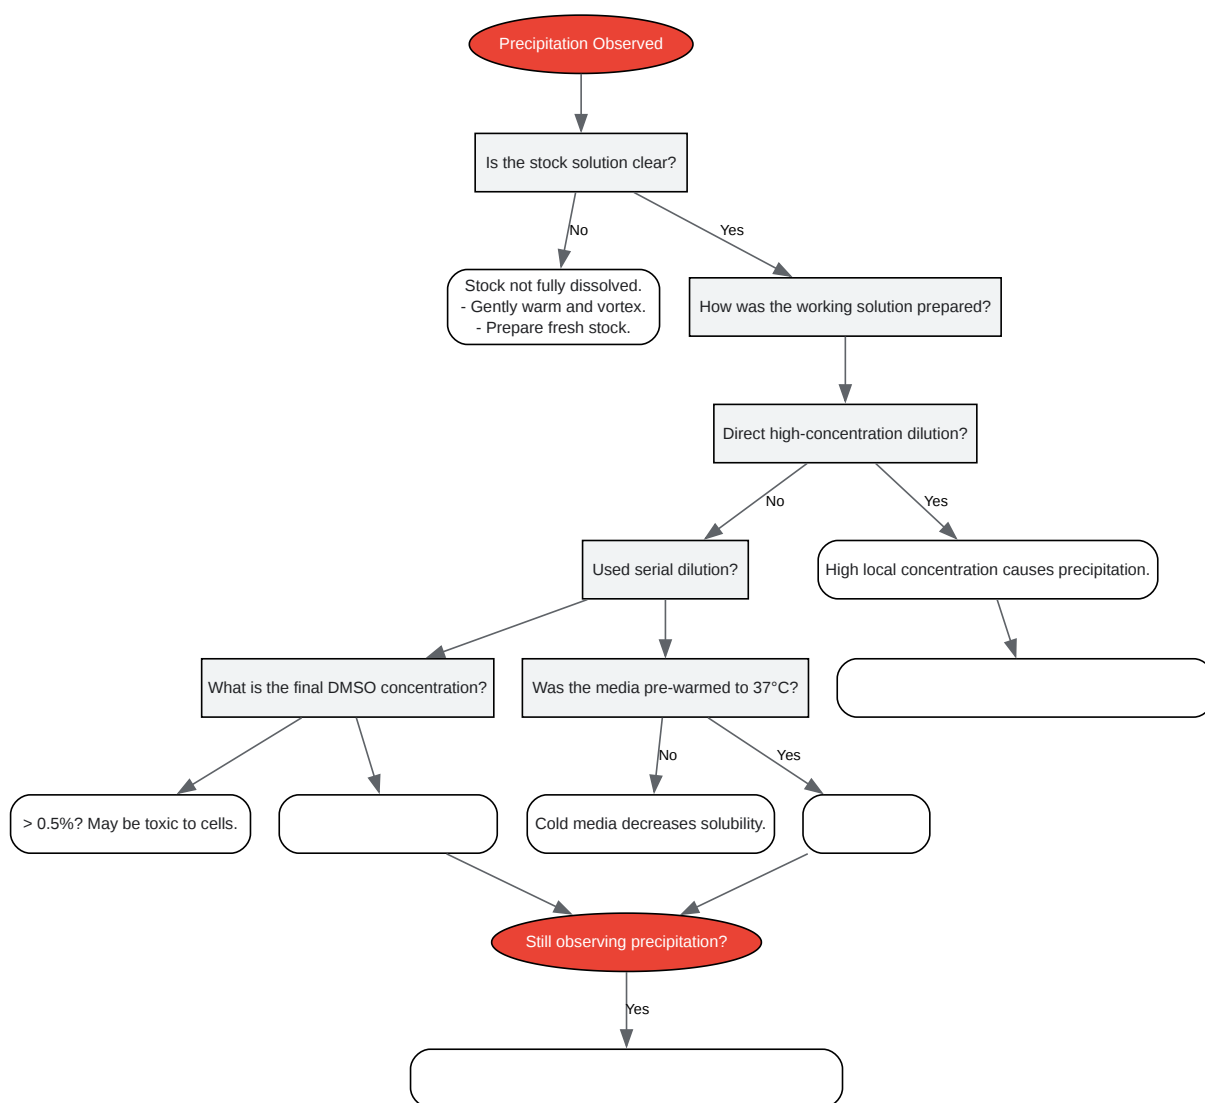 Precipitation Observed
Is the stock solution clear?
No
Yes
Stock not fully dissolved.
- Gently warm and vortex.
- Prepare fresh stock.
How was the working solution prepared?
Direct high-concentration dilution?
No
Yes
Used serial dilution?
High local concentration causes precipitation.
What is the final DMSO concentration?
Was the media pre-warmed to 37°C?
No
Yes
> 0.5%? May be toxic to cells.
Cold media decreases solubility.
Still observing precipitation?
Yes